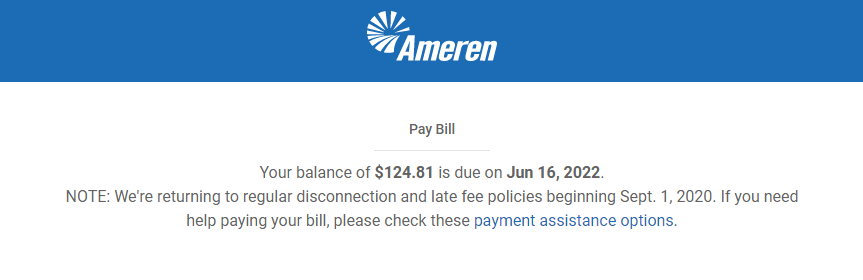 Ameren
Pay Bill
Your balance of $124.81 is due on Jun 16, 2022.
NOTE: We're returning to regular disconnection and late fee policies beginning Sept. 1, 2020. If you need
help paying your bill, please check these payment assistance options.